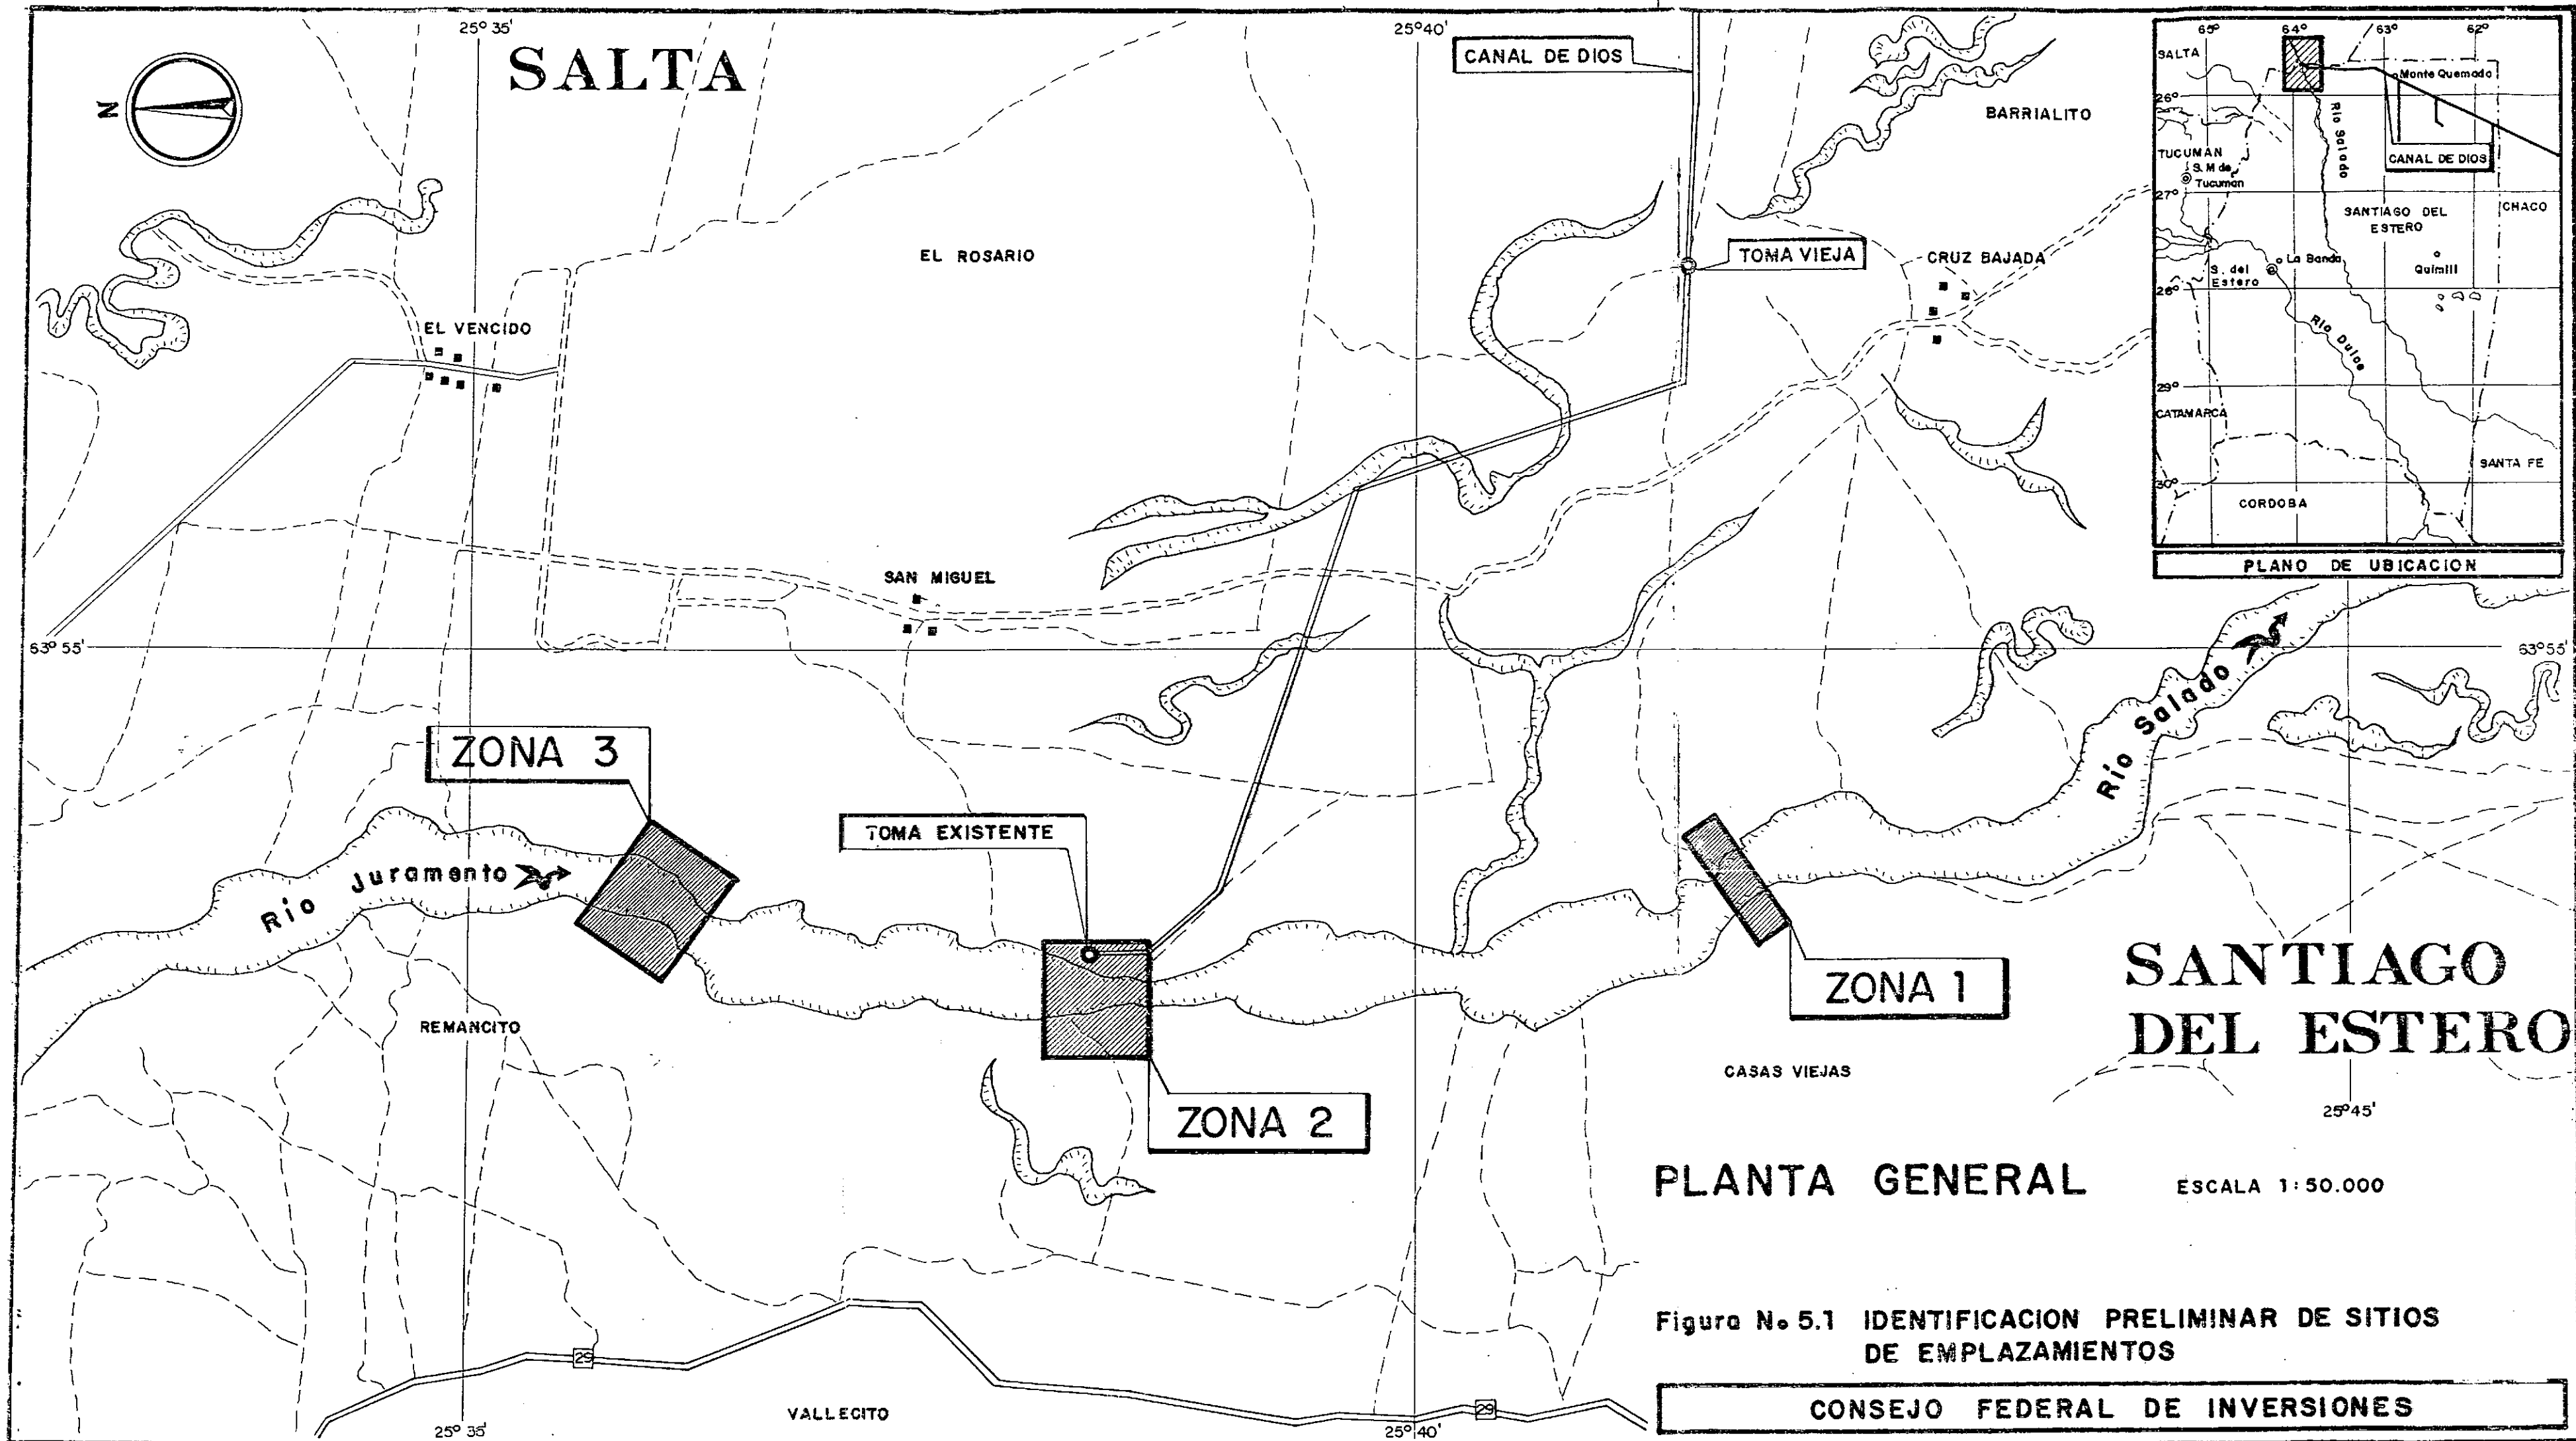 25° 35'
25° 40'
SALTA
N
CANAL DE DIOS
BARRIALITO
EL ROSARIO
TOMA VIEJA
CRUZ BAJADA
EL VENCIDO
SAN MIGUEL
63° 55'
63° 55'
65°
64°
63°
62°
SALTA
Monte Quemado
26°
Rio Salado
TUCUMAN
S. M de
Tucuman
CANAL DE DIOS
27°
SANTIAGO DEL
ESTERO
CHACO
La Banda
S. del
Estero
Quimili
28°
Rio Dulce
29°
CATAMARCA
SANTA FE
30°
CORDOBA
PLANO DE UBICACION
ZONA 3
TOMA EXISTENTE
Río Juramento
Río Salado
ZONA 1
SANTIAGO
DEL ESTERO
REMANCITO
CASAS VIEJAS
ZONA 2
25° 45'
PLANTA GENERAL
ESCALA 1:50.000
Figura No 5.1 IDENTIFICACION PRELIMINAR DE SITIOS
DE EMPLAZAMIENTOS
29
29
VALLECITO
CONSEJO FEDERAL DE INVERSIONES
25° 35'
25° 40'